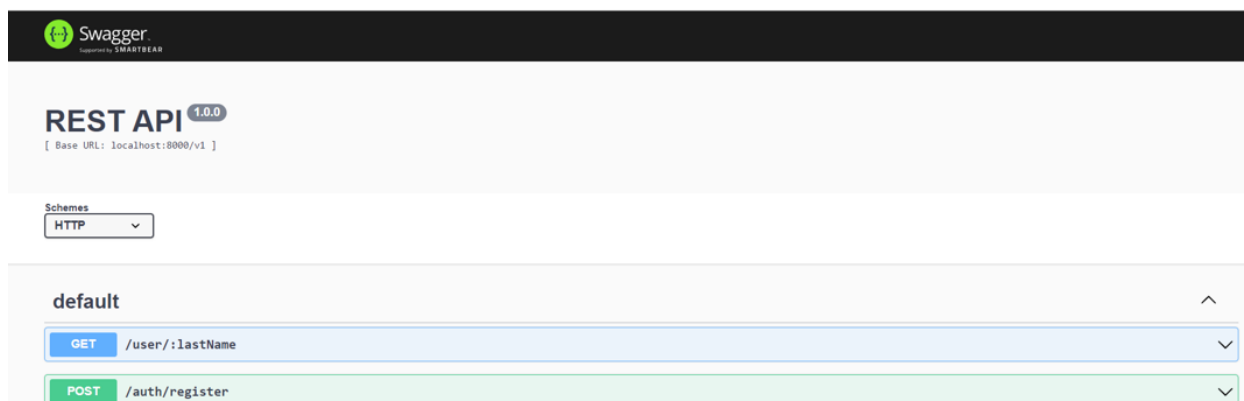 {··} Swagger.
Supported by SMARTBEAR
REST API 1.0.0
[ Base URL: localhost:8000/v1 ]
Schemes
HTTP
default
GET /user/:lastName
POST /auth/register